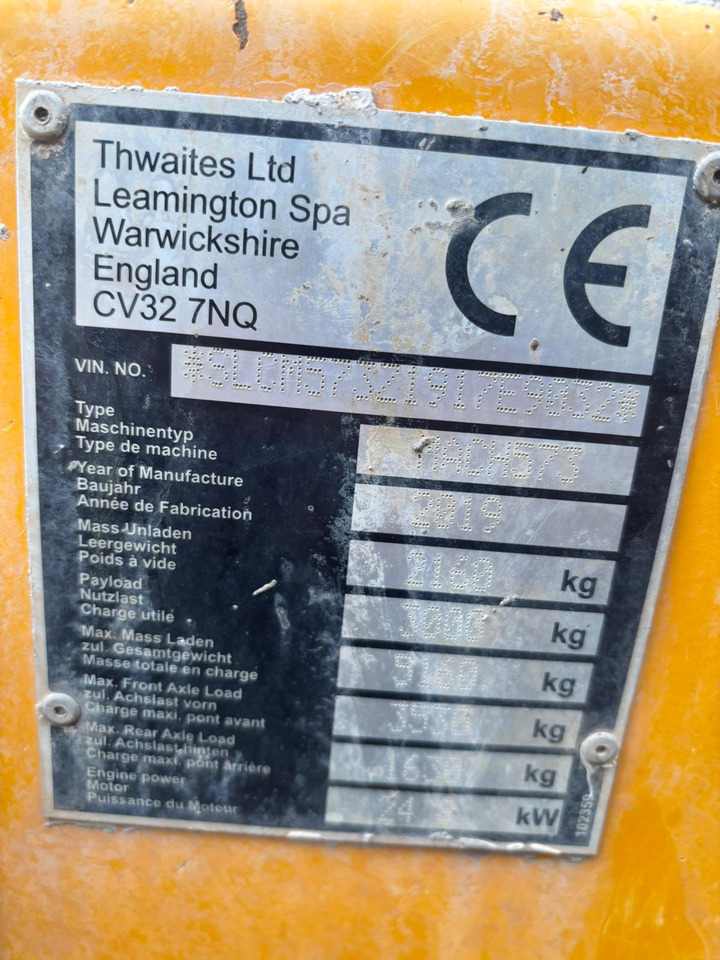 Thwaites Ltd
Leamington Spa
Warwickshire
England
CV32 7NQ
CE
VIN. NO.
Type MACH573
Maschinentyp
Type de machine
Year of Manufacture 2019
Baujahr
Année de Fabrication
Mass Unladen kg
Leergewicht
Poids à vide
Payload 3000 kg
Nutzlast
Charge utile
Max. Mass Laden kg
zul. Gesamtgewicht
Masse totale en charge
Max. Front Axle Load kg
zul. Achslast vorn
Charge maxi. pont avant
Max. Rear Axle Load kg
zul. Achslast hinten
Charge maxi. pont arrière
Engine power kW
Motor
Puissance du Moteur
102359